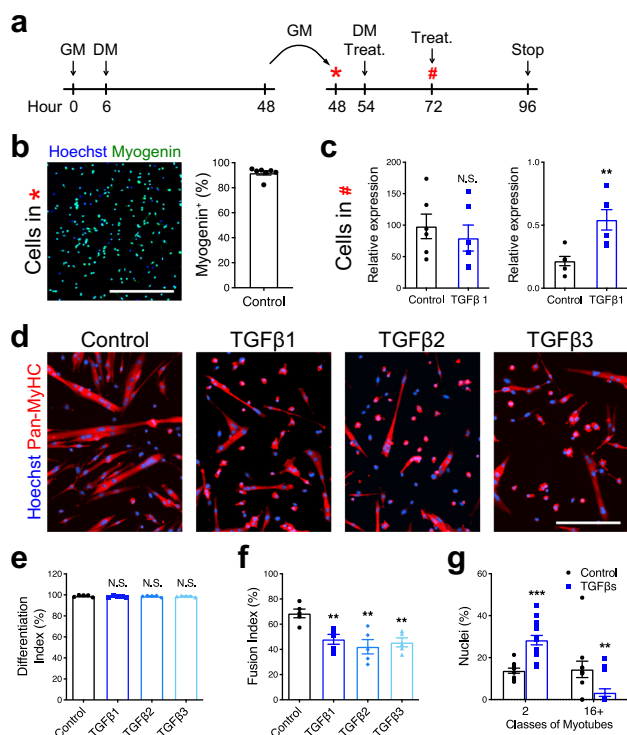 a
GM DM GM DM Treat. Treat. Stop
* #
Hour 0 6 48 48 54 72 96
b
Hoechst Myogenin
Cells in *
Myogenin+ (%)
100
80
60
40
20
0
Control
c
Cells in #
Relative expression
200
150
100
50
0
N.S.
Control TGFβ 1
Relative expression
1.0
0.5
0.0
**
Control TGFβ1
d
Control TGFβ1 TGFβ2 TGFβ3
Hoechst Pan-MyHC
e
Differentiation
Index (%)
100
80
60
40
20
0
N.S. N.S. N.S.
Control TGFβ1 TGFβ2 TGFβ3
f
Fusion Index (%)
100
80
60
40
20
0
** ** **
Control TGFβ1 TGFβ2 TGFβ3
g
Control
TGFβs
Nuclei (%)
60
40
20
0
*** **
2 16+
Classes of Myotubes